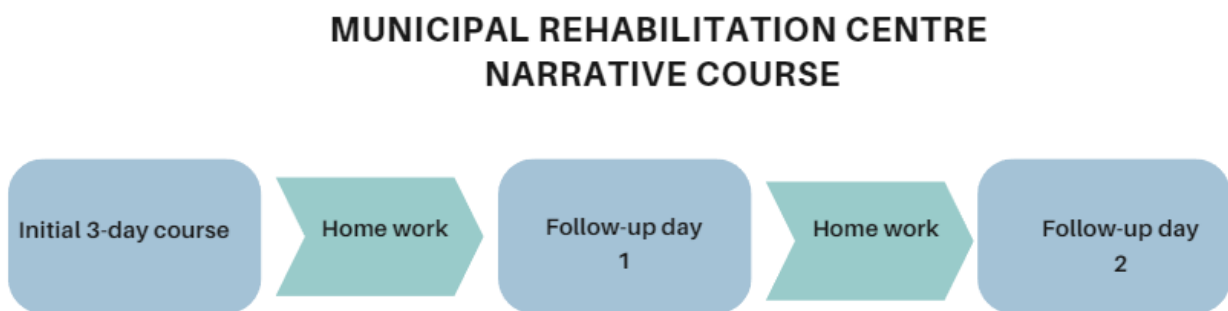 MUNICIPAL REHABILITATION CENTRE
NARRATIVE COURSE
Initial 3-day course
Home work
Follow-up day
1
Home work
Follow-up day
2